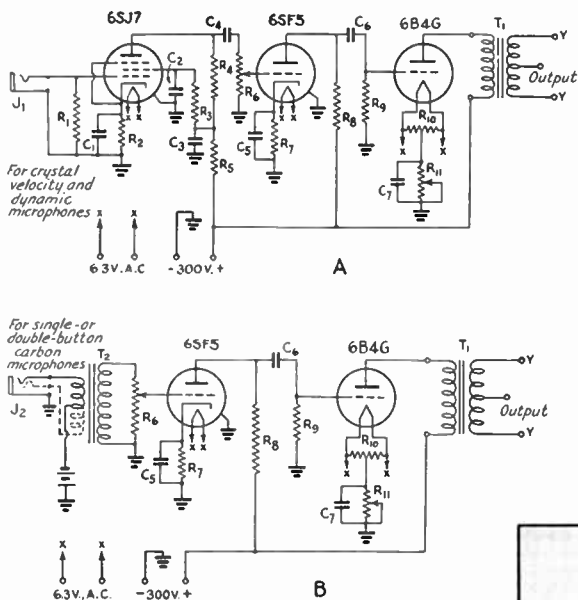 6SJ7
C4
6SF5
C6
6B4G
T1
C2
R4
R6
Y
Output
Y
J1
R1
R3
R8
R9
R10
x x
C1
R2
C3
R5
C5
R7
x x
x
x
R11
C7
For crystal
velocity and
dynamic
microphones
x
x
6.3V. A.C.
-300V.+
A
For single-or
double-button
carbon
microphones
T2
6SF5
C6
6B4G
T1
Y
Output
Y
J2
R6
R8
R9
R10
C5
R7
x x
x
x
R11
C7
x
x
6.3V., A.C.
-300V.+
B